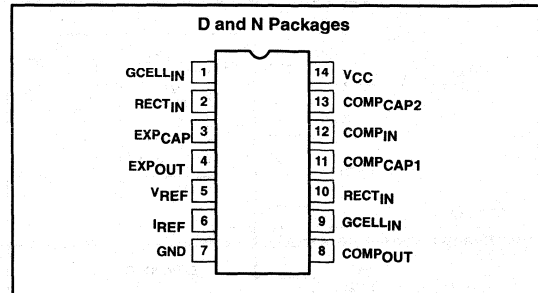 D and N Packages
GCELLIN 1 14 VCC
RECTIN 2 13 COMPCAP2
EXPCAP 3 12 COMPIN
EXPOUT 4 11 COMPCAP1
VREF 5 10 RECTIN
IREF 6 9 GCELLIN
GND 7 8 COMPOUT